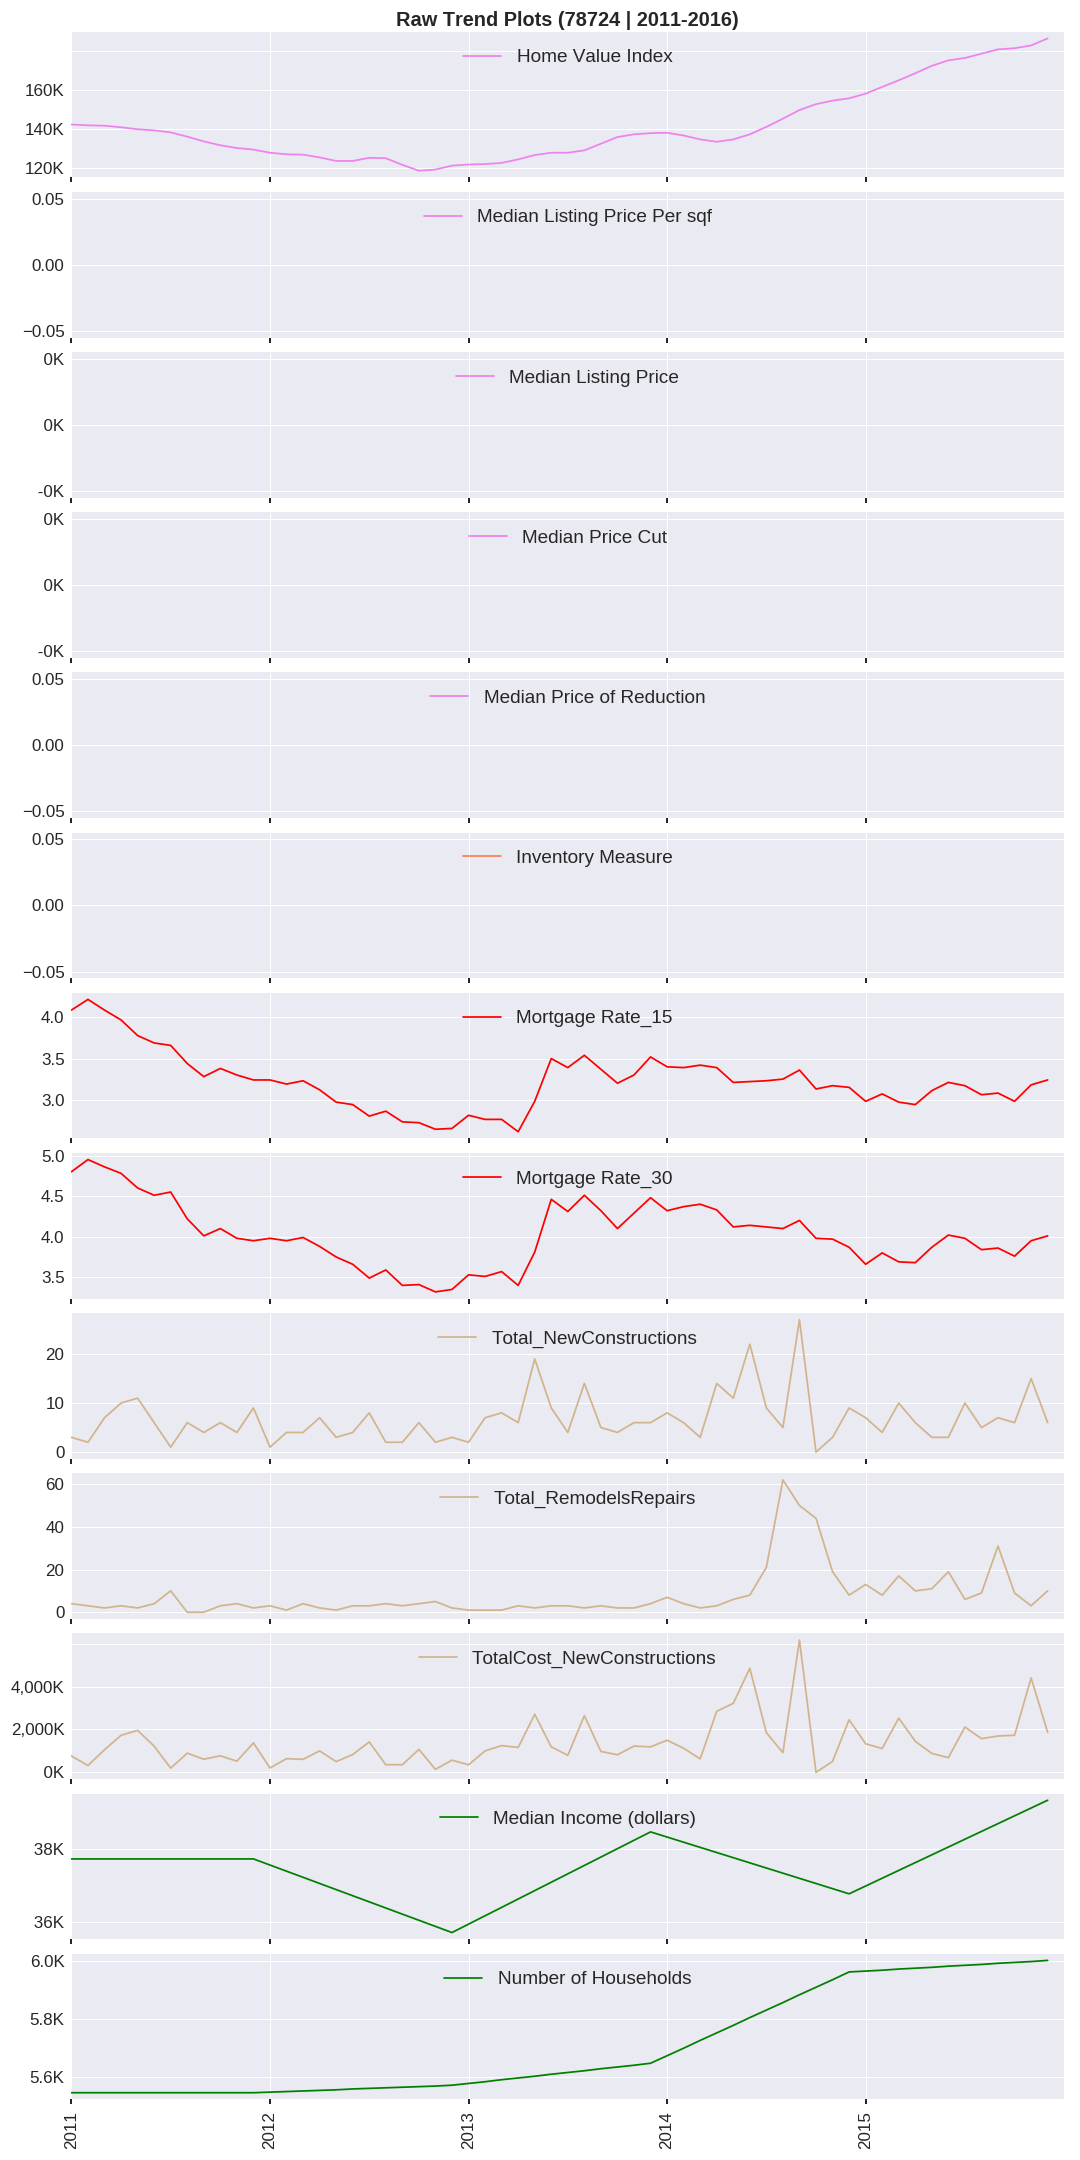 Raw Trend Plots (78724 | 2011-2016)
Home Value Index
160K
140K
120K
0.05
Median Listing Price Per sqf
0.00
−0.05
0K
Median Listing Price
0K
-0K
0K
Median Price Cut
0K
-0K
0.05
Median Price of Reduction
0.00
−0.05
0.05
Inventory Measure
0.00
−0.05
4.0
Mortgage Rate_15
3.5
3.0
5.0
Mortgage Rate_30
4.5
4.0
3.5
Total_NewConstructions
20
10
0
60
Total_RemodelsRepairs
40
20
0
TotalCost_NewConstructions
4,000K
2,000K
0K
Median Income (dollars)
38K
36K
6.0K
Number of Households
5.8K
5.6K
2011
2012
2013
2014
2015